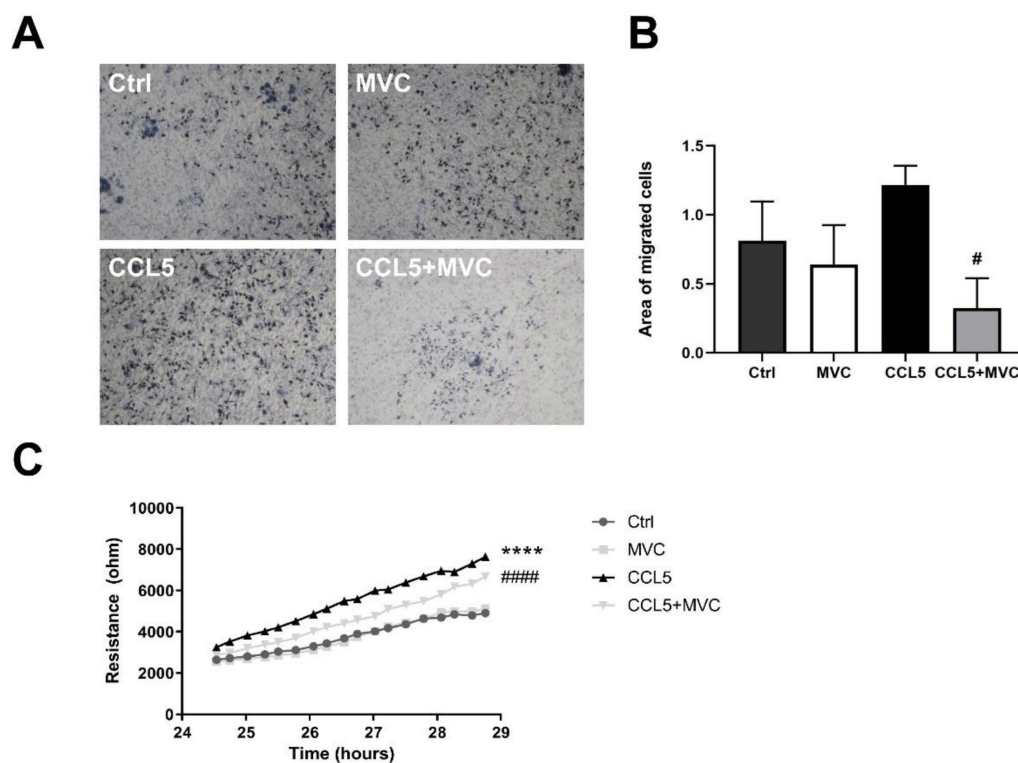 A
Ctrl
MVC
CCL5
CCL5+MVC
B
Area of migrated cells
1.5
1.0
0.5
0.0
#
Ctrl MVC CCL5 CCL5+MVC
C
Resistance (ohm)
10000
8000
6000
4000
2000
0
24 25 26 27 28 29
Time (hours)
****
####
Ctrl
MVC
CCL5
CCL5+MVC